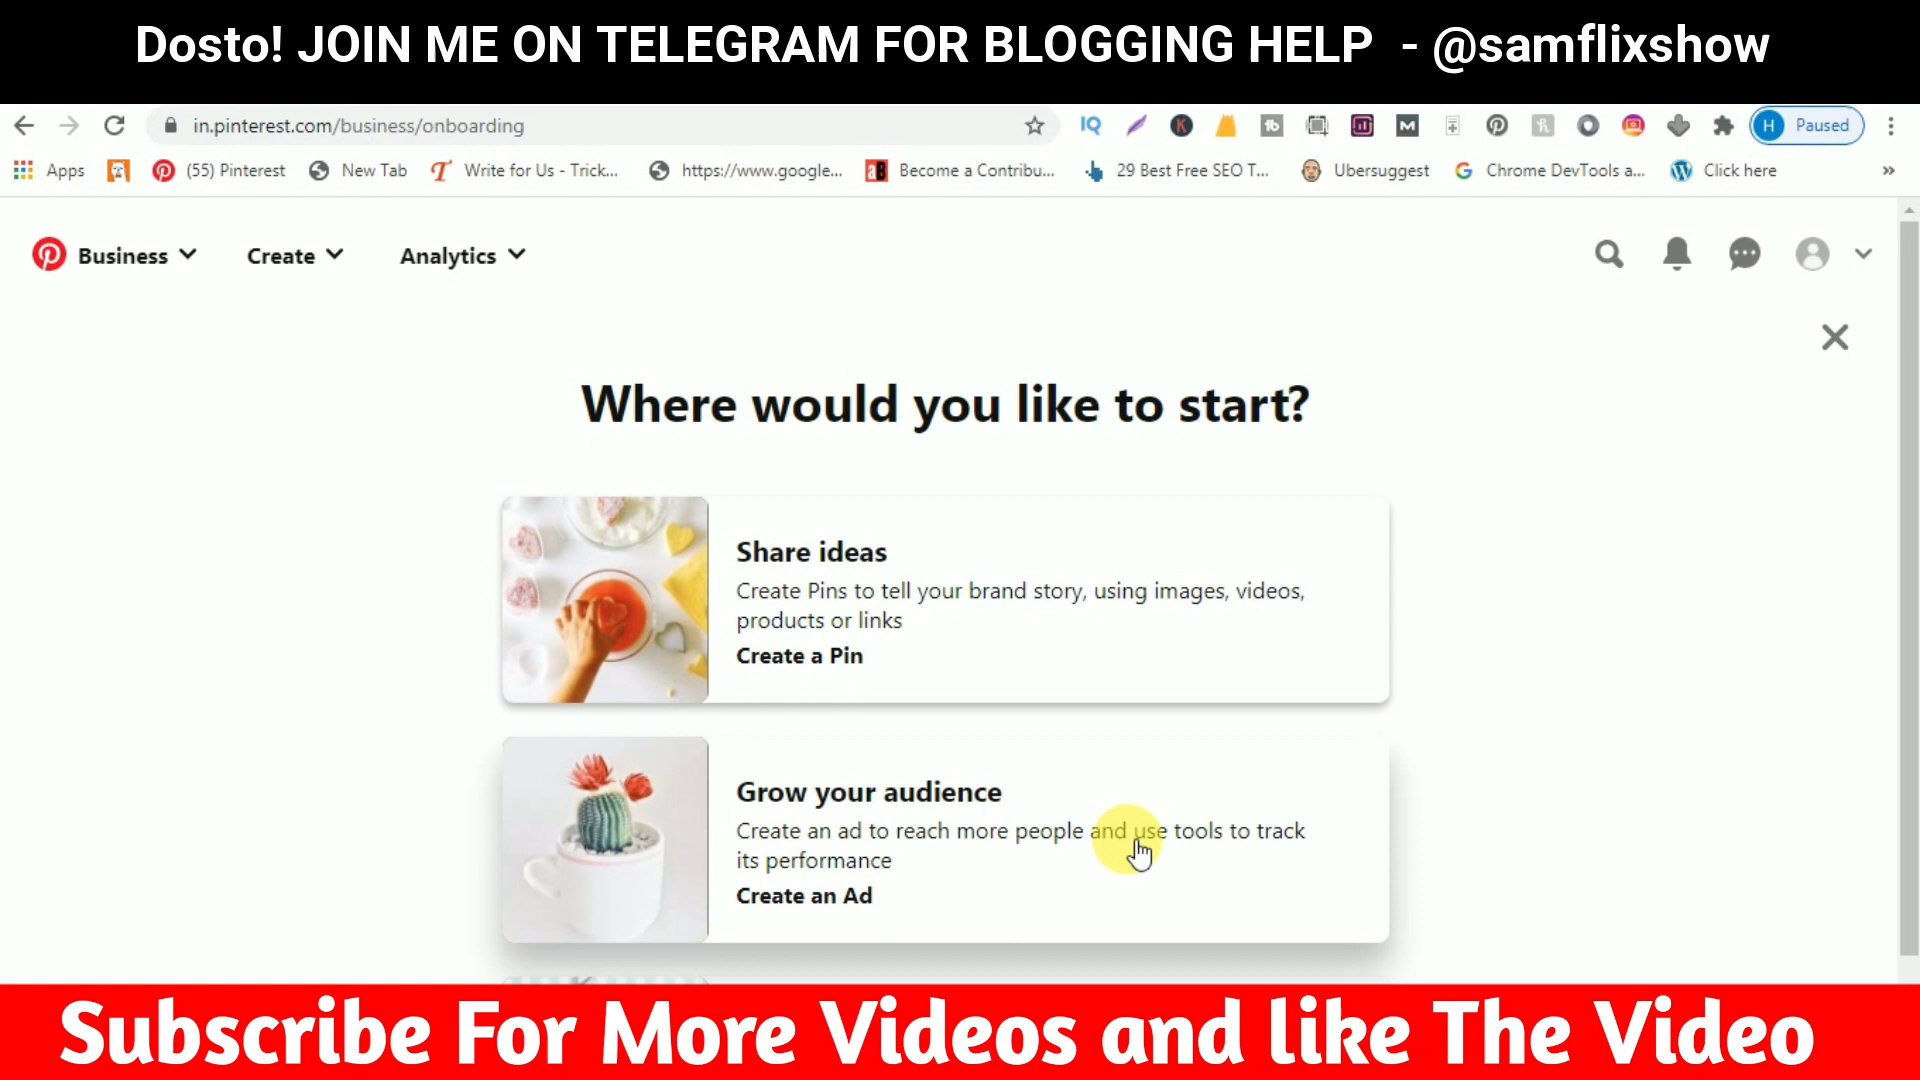 Dosto! JOIN ME ON TELEGRAM FOR BLOGGING HELP - @samflixshow
in.pinterest.com/business/onboarding
IQ
K
M
H
Paused
Apps
(55) Pinterest
New Tab
Write for Us - Trick...
https://www.google...
Become a Contribu...
29 Best Free SEO T...
Ubersuggest
Chrome DevTools a...
Click here
»
Business
Create
Analytics
Where would you like to start?
Share ideas
Create Pins to tell your brand story, using images, videos,
products or links
Create a Pin
Grow your audience
Create an ad to reach more people and use tools to track
its performance
Create an Ad
Subscribe For More Videos and like The Video